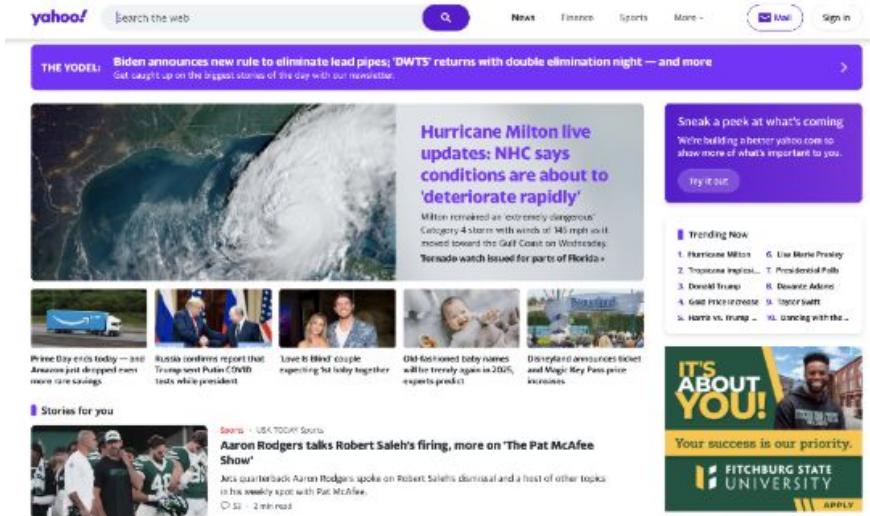 yahoo!
Search the web
News
Finance
Sports
More
Mail
Sign in
THE YODEL:
Biden announces new rule to eliminate lead pipes; 'DWTS' returns with double elimination night — and more
Get caught up on the biggest stories of the day with our newsletter.
Hurricane Milton live
updates: NHC says
conditions are about to
'deteriorate rapidly'
Milton remained an 'extremely dangerous'
Category 4 storm with winds of 145 mph as it
moved toward the Gulf Coast on Wednesday.
Tornado watch issued for parts of Florida »
Prime Day ends today — and
Amazon just dropped even
more rare savings
Russia confirms report that
Trump sent Putin COVID
tests while president
'Love Is Blind' couple
expecting 1st baby together
Old-fashioned baby names
will be trendy again in 2025,
experts predict
Disneyland announces ticket
and Magic Key Pass price
increases
Stories for you
Sports · USA TODAY Sports
Aaron Rodgers talks Robert Saleh's firing, more on 'The Pat McAfee
Show'
Jets quarterback Aaron Rodgers spoke on Robert Saleh's dismissal and a host of other topics
in his weekly spot with Pat McAfee.
53 · 2 min read
Sneak a peek at what's coming
We're building a better yahoo.com to
show more of what's important to you.
Try it out
Trending Now
1. Hurricane Milton
2. Tropicana Implosi...
3. Donald Trump
4. Gold Price Increase
5. Harris vs. Trump ...
6. Lisa Marie Presley
7. Presidential Polls
8. Davante Adams
9. Taylor Swift
10. Dancing with the ...
IT'S
ABOUT
YOU!
Your success is our priority.
FITCHBURG STATE
UNIVERSITY
APPLY